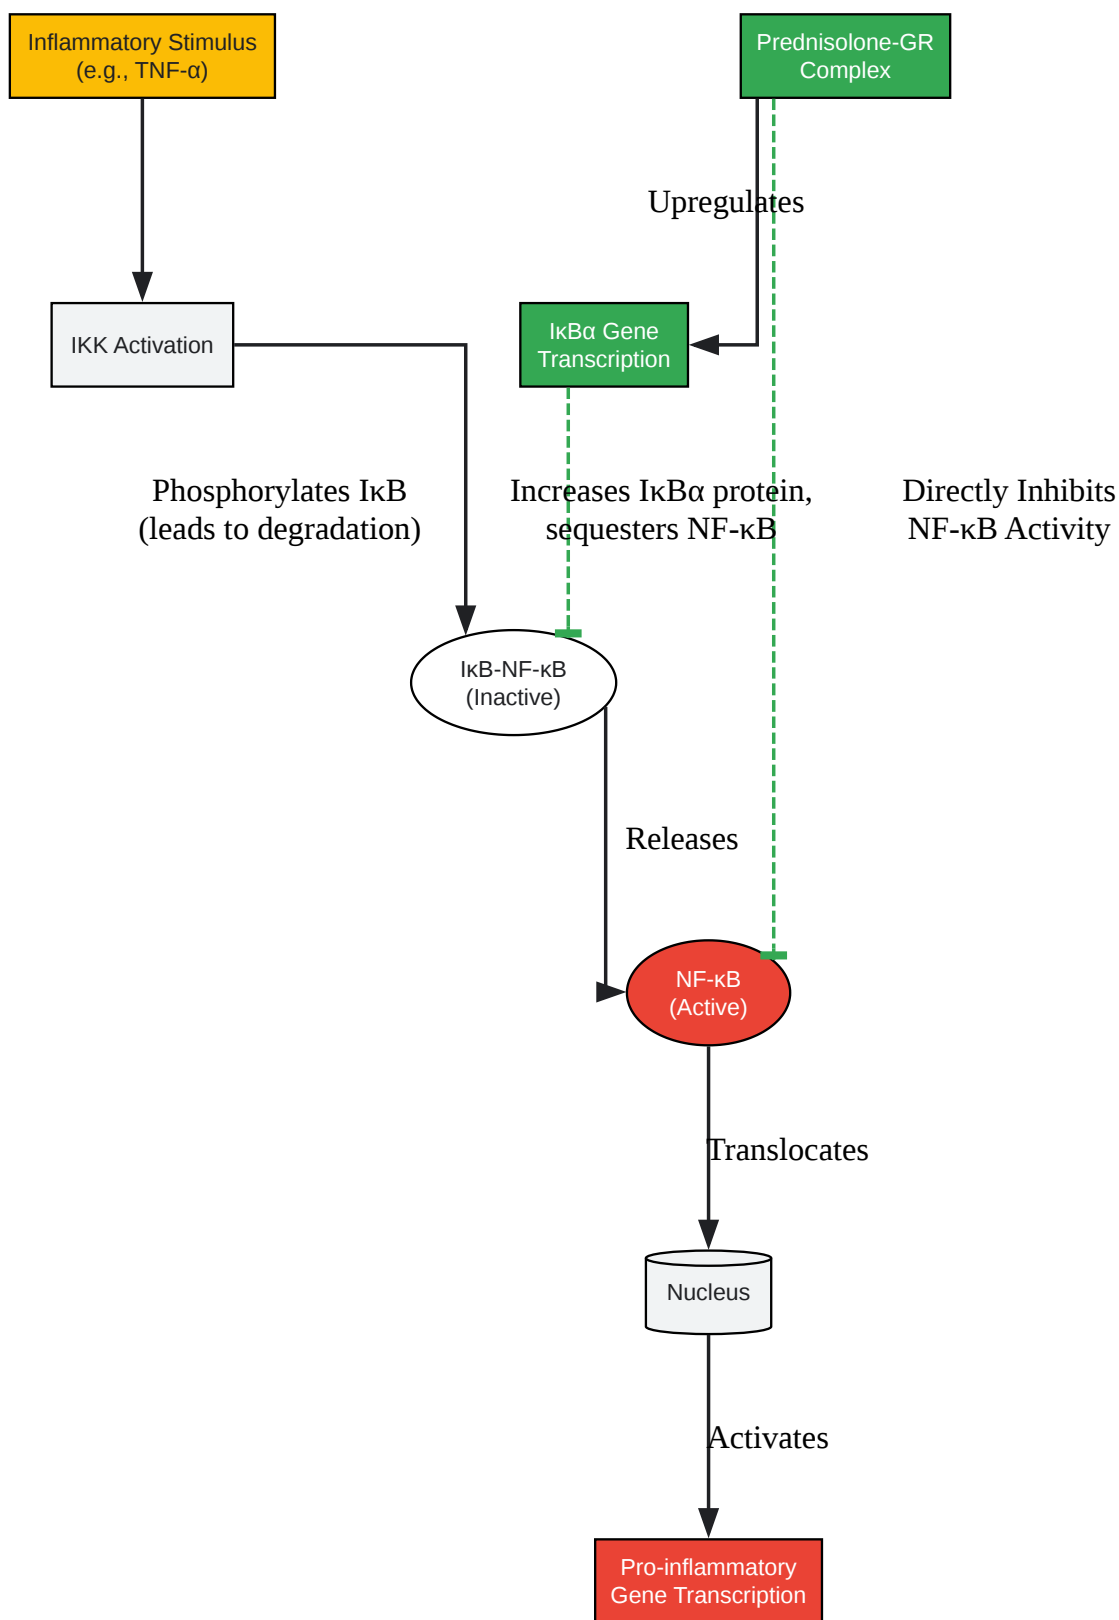 Inflammatory Stimulus
(e.g., TNF-α)
Prednisolone-GR
Complex
Upregulates
IKK Activation
IκBα Gene
Transcription
Phosphorylates IκB
(leads to degradation)
Increases IκBα protein,
sequesters NF-κB
Directly Inhibits
NF-κB Activity
IκB-NF-κB
(Inactive)
Releases
NF-κB
(Active)
Translocates
Nucleus
Activates
Pro-inflammatory
Gene Transcription